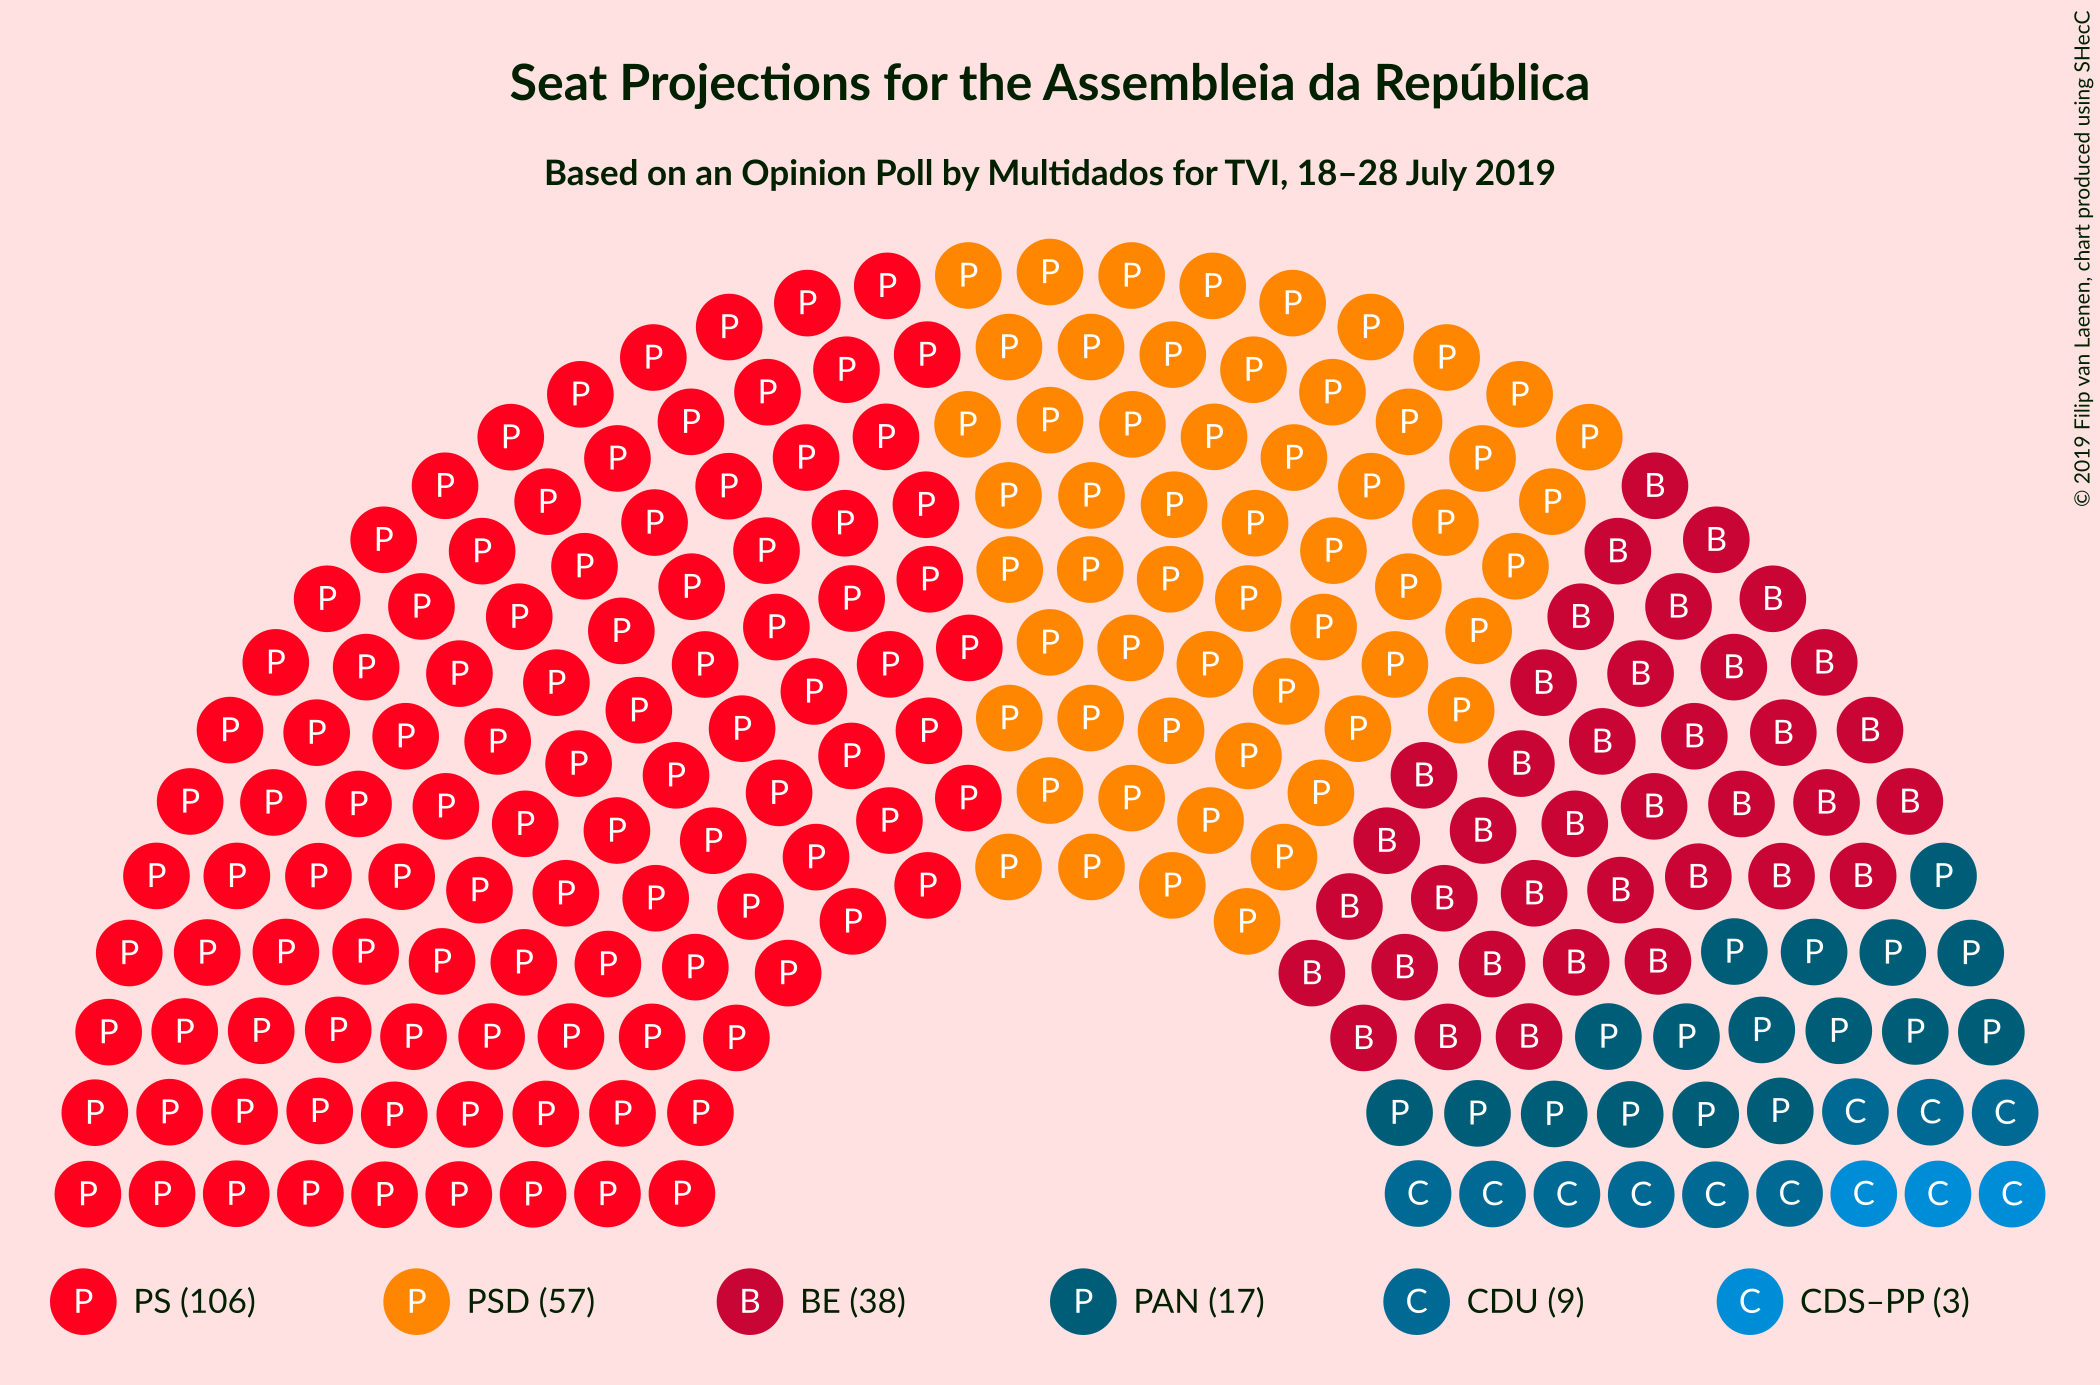 Seat Projections for the Assembleia da República
Based on an Opinion Poll by Multidados for TVI, 18–28 July 2019
© 2019 Filip van Laenen, chart produced using SHecC
P PS (106) P PSD (57) B BE (38) P PAN (17) C CDU (9) C CDS–PP (3)